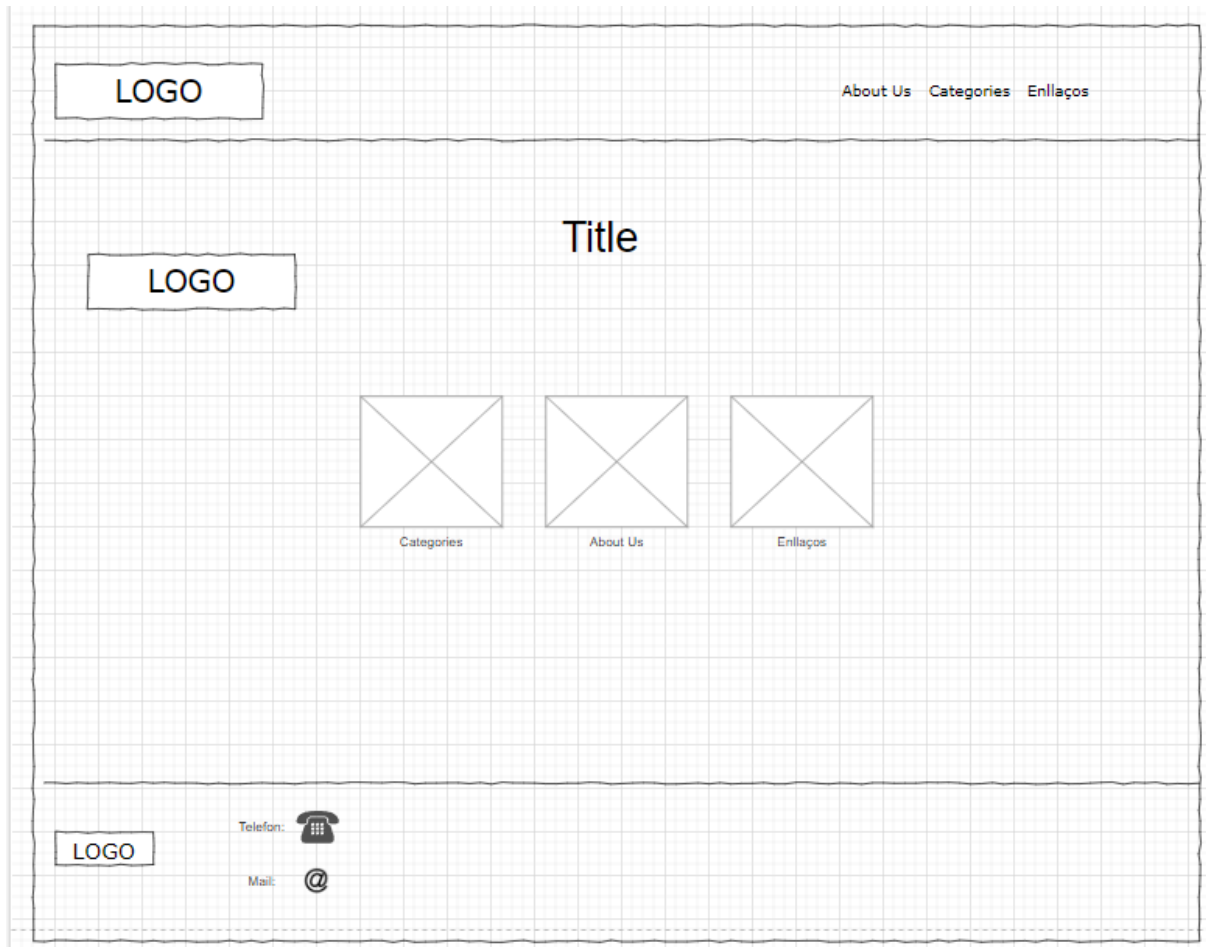 LOGO
About Us Categories Enllaços
Title
LOGO
Categories
About Us
Enllaços
Telefon:
LOGO
Mail:
@